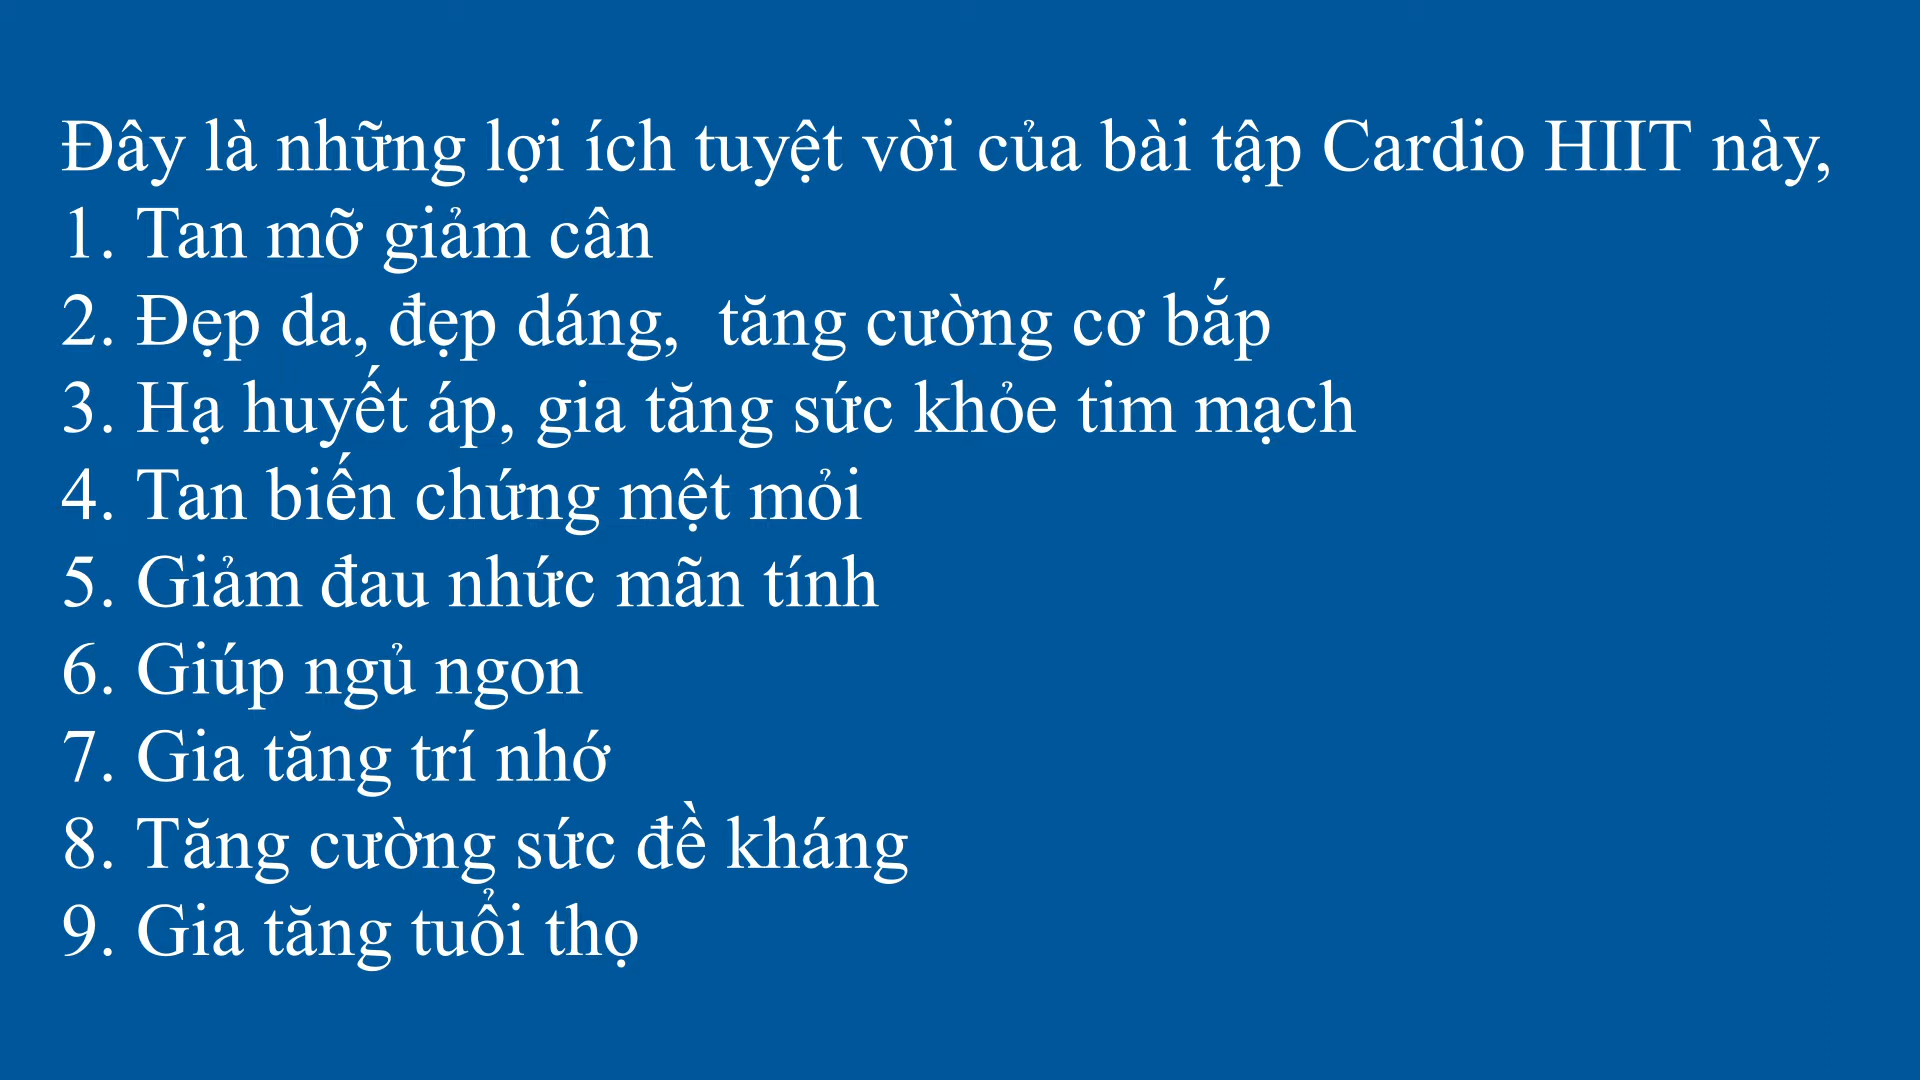 Đây là những lợi ích tuyệt vời của bài tập Cardio HIIT này,
1. Tan mỡ giảm cân
2. Đẹp da, đẹp dáng,  tăng cường cơ bắp
3. Hạ huyết áp, gia tăng sức khỏe tim mạch
4. Tan biến chứng mệt mỏi
5. Giảm đau nhức mãn tính
6. Giúp ngủ ngon
7. Gia tăng trí nhớ
8. Tăng cường sức đề kháng
9. Gia tăng tuổi thọ